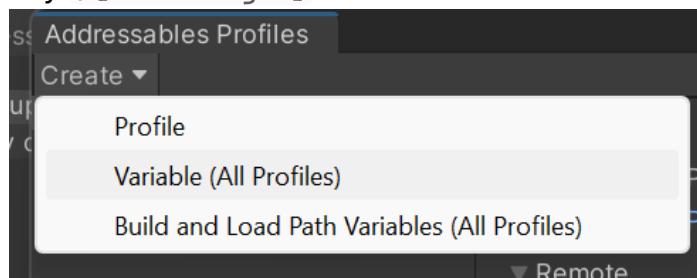 Addressables Profiles
Create
Profile
Variable (All Profiles)
Build and Load Path Variables (All Profiles)
Remote